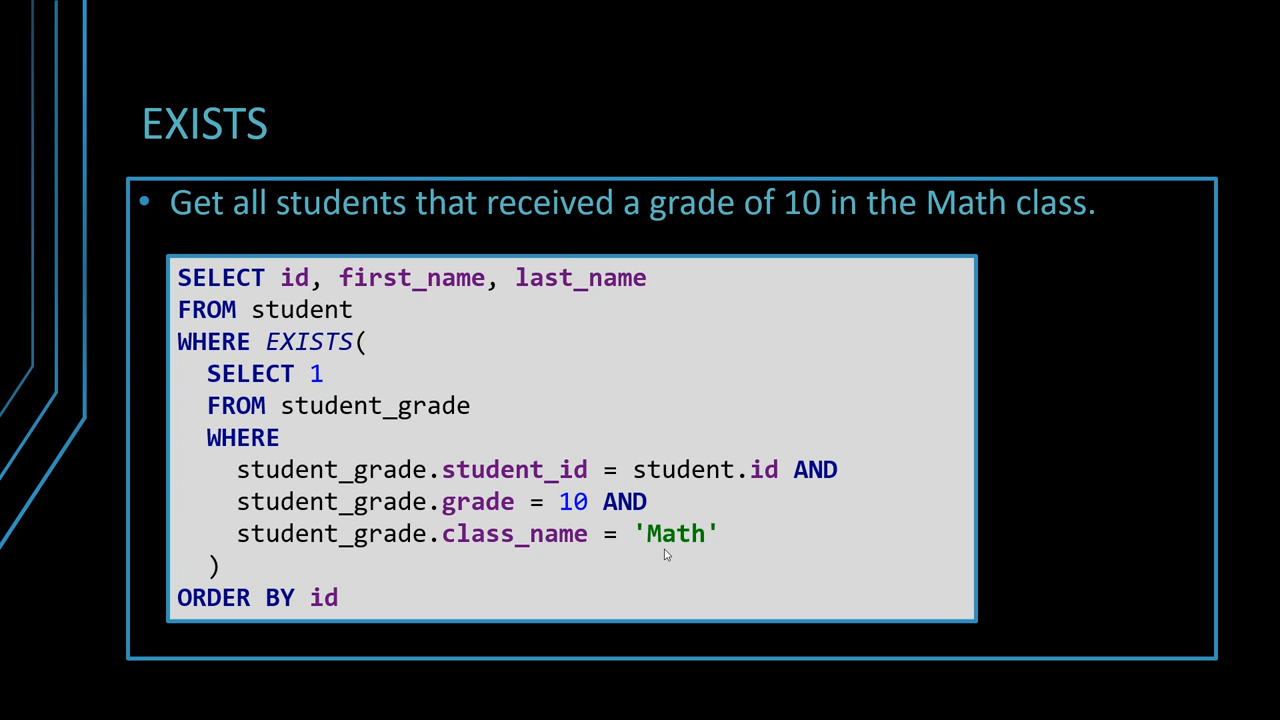 EXISTS
• Get all students that received a grade of 10 in the Math class.
SELECT id, first_name, last_name
FROM student
WHERE EXISTS(
  SELECT 1
  FROM student_grade
  WHERE
    student_grade.student_id = student.id AND
    student_grade.grade = 10 AND
    student_grade.class_name = 'Math'
  )
ORDER BY id